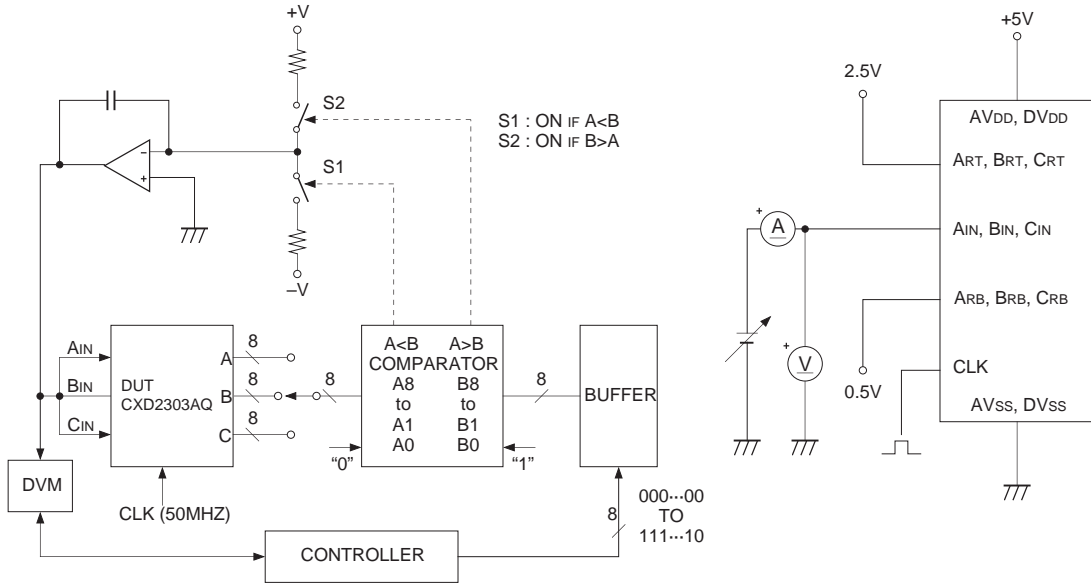 +V
S2
S1 : ON IF A<B
S2 : ON IF B>A
–
+
S1
–V
AIN
BIN
CIN
DUT
CXD2303AQ
A
B
C
8
8
8
8
A<B A>B
COMPARATOR
A8 B8
to to
A1 B1
A0 B0
“0”
“1”
8
BUFFER
DVM
CLK (50MHZ)
CONTROLLER
8
000···00
TO
111···10
+5V
2.5V
AVDD, DVDD
ART, BRT, CRT
+
A
AIN, BIN, CIN
ARB, BRB, CRB
+
+
V
0.5V
CLK
AVSS, DVSS